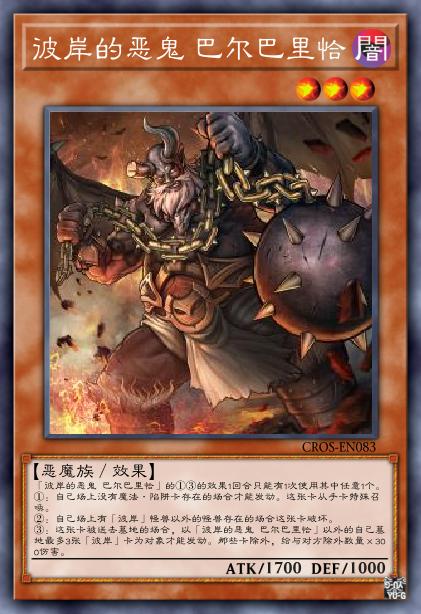 彼岸的恶鬼 巴尔巴里恰 闇
CROS-EN083
【恶魔族/效果】
「彼岸的恶鬼 巴尔巴里恰」的①③的效果1回合只能有1次使用其中任意1个。
①：自己场上没有魔法·陷阱卡存在的场合才能发动。这张卡从手卡特殊召
唤。
②：自己场上有「彼岸」怪兽以外的怪兽存在的场合这张卡破坏。
③：这张卡被送去墓地的场合，以「彼岸的恶鬼 巴尔巴里恰」以外的自己墓
地最多3张「彼岸」卡为对象才能发动。那些卡除外，给与对方除外数量×30
0伤害。
ATK/1700 DEF/1000